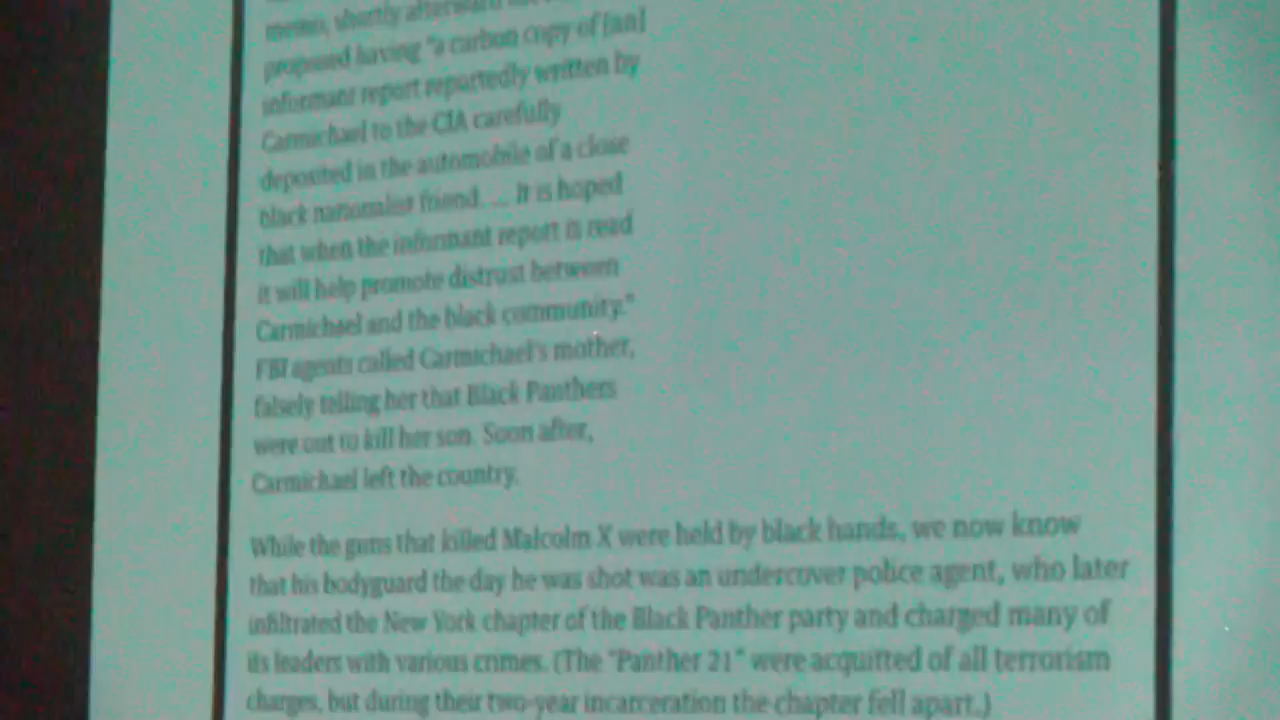 memo, shortly afterward
proposed having "a carbon copy of [an]
informant report reportedly written by
Carmichael to the CIA carefully
deposited in the automobile of a close
black nationalist friend. ... It is hoped
that when the informant report is read
it will help promote distrust between
Carmichael and the black community."
FBI agents called Carmichael's mother,
falsely telling her that Black Panthers
were out to kill her son. Soon after,
Carmichael left the country.
While the guns that killed Malcolm X were held by black hands, we now know
that his bodyguard the day he was shot was an undercover police agent, who later
infiltrated the New York chapter of the Black Panther party and charged many of
its leaders with various crimes. (The "Panther 21" were acquitted of all terrorism
charges, but during their two-year incarceration the chapter fell apart.)